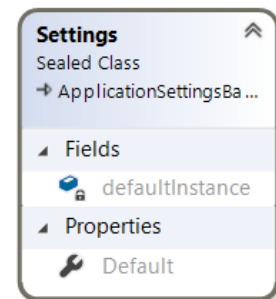 Settings
Sealed Class
ApplicationSettingsBa...
Fields
defaultInstance
Properties
Default